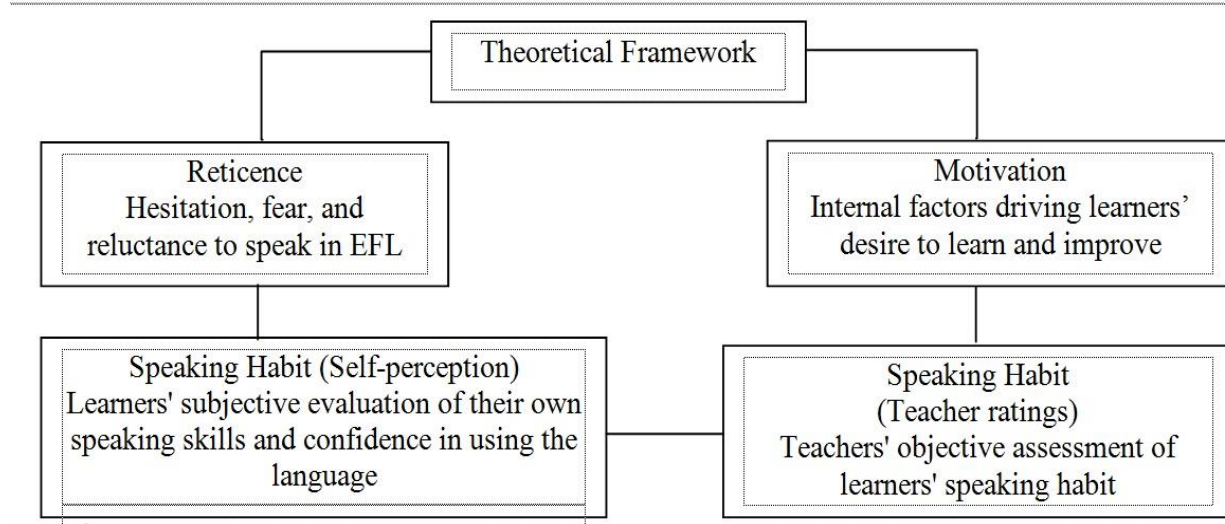 Theoretical Framework
Reticence
Hesitation, fear, and
reluctance to speak in EFL
Motivation
Internal factors driving learners’
desire to learn and improve
Speaking Habit (Self-perception)
Learners' subjective evaluation of their own
speaking skills and confidence in using the
language
Speaking Habit
(Teacher ratings)
Teachers' objective assessment of
learners' speaking habit